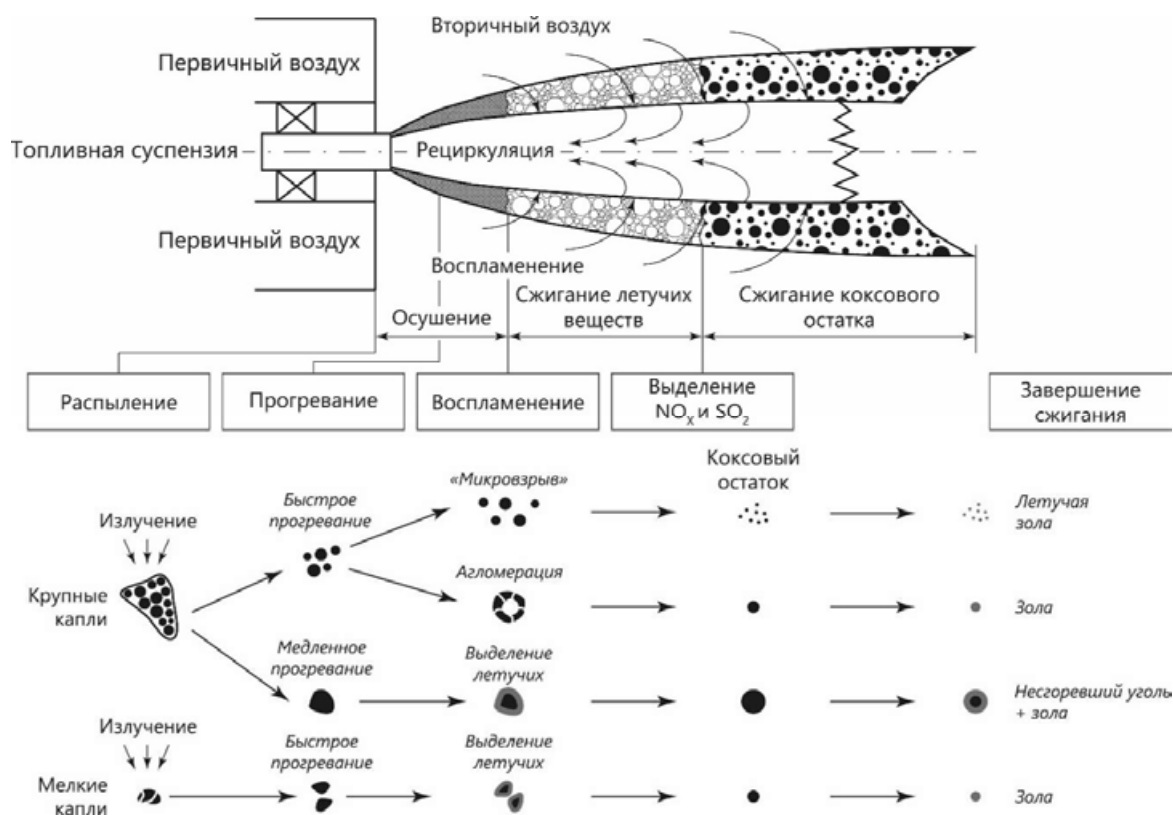 Вторичный воздух
Первичный воздух
Топливная суспензия
Рециркуляция
Первичный воздух
Воспламенение
Осушение
Сжигание летучих
веществ
Сжигание коксового
остатка
Распыление
Прогревание
Воспламенение
Выделение
NOX и SO2
Завершение
сжигания
Излучение
Крупные
капли
Быстрое
прогревание
«Микровзрыв»
Коксовый
остаток
Летучая
зола
Агломерация
Зола
Медленное
прогревание
Выделение
летучих
Несгоревший уголь
+ зола
Излучение
Мелкие
капли
Быстрое
прогревание
Выделение
летучих
Зола